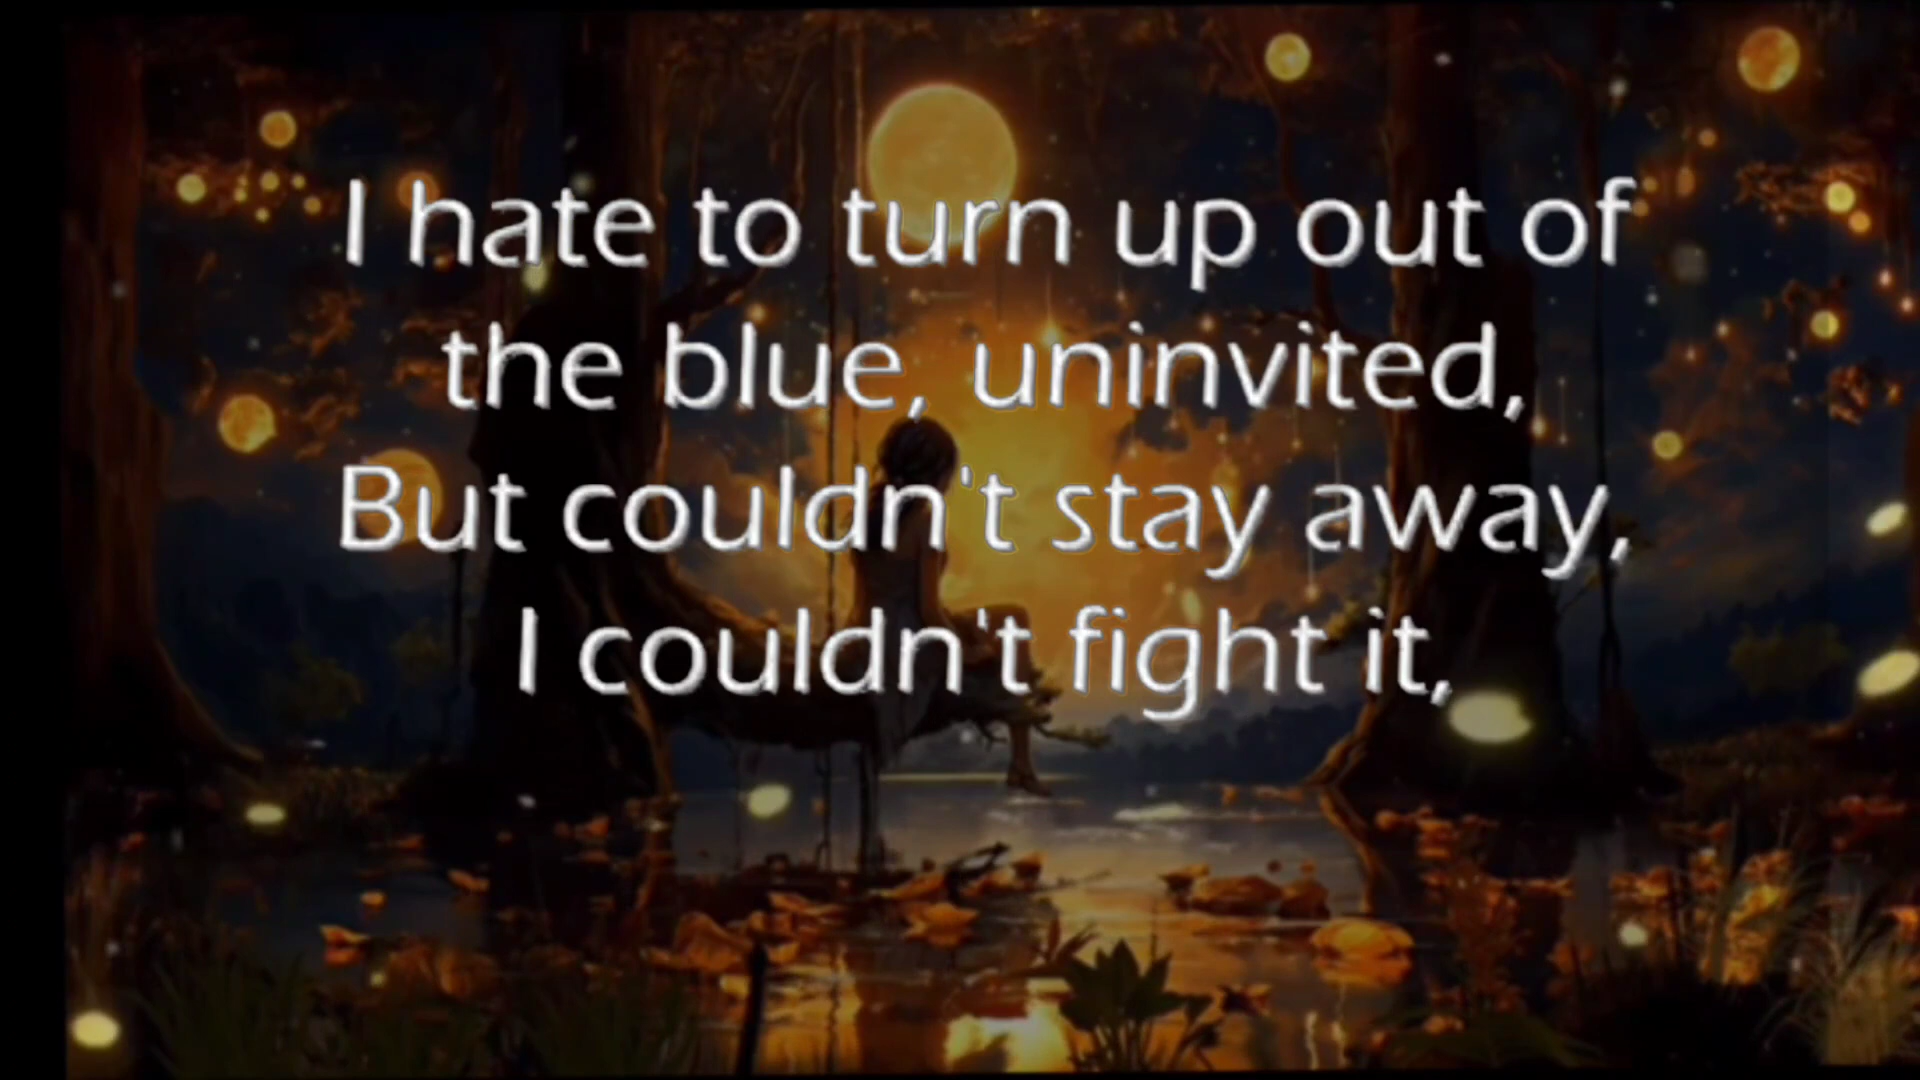 I hate to turn up out of
the blue, uninvited,
But couldn't stay away,
I couldn't fight it,